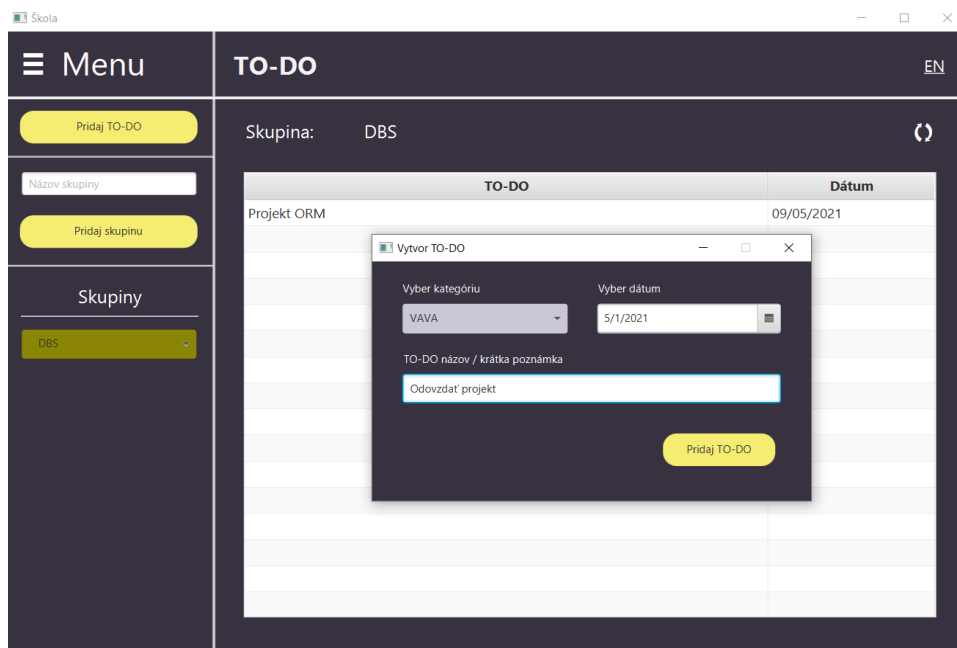 Škola
Menu
TO-DO
EN
Pridaj TO-DO
Názov skupiny
Pridaj skupinu
Skupiny
DBS
Skupina: DBS
TO-DO Dátum
Projekt ORM 09/05/2021
Vytvor TO-DO
Vyber kategóriu Vyber dátum
VAVA 5/1/2021
TO-DO názov / krátka poznámka
Odovzdať projekt
Pridaj TO-DO